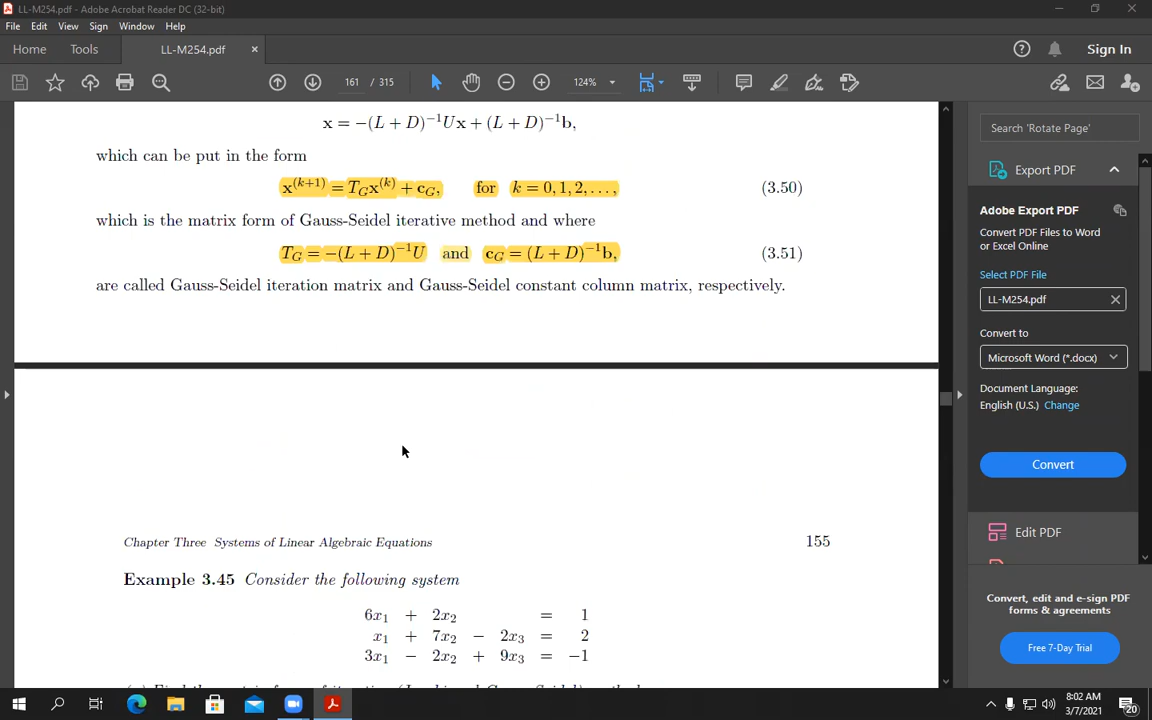 LL-M254.pdf - Adobe Acrobat Reader DC (32-bit)
File Edit View Sign Window Help
Home Tools LL-M254.pdf × Sign In
161 / 315 124%
x = −(L + D)⁻¹Ux + (L + D)⁻¹b,
which can be put in the form
x⁽ᵏ⁺¹⁾ = T_G x⁽ᵏ⁾ + c_G, for k = 0, 1, 2, . . . , (3.50)
which is the matrix form of Gauss-Seidel iterative method and where
T_G = −(L + D)⁻¹U and c_G = (L + D)⁻¹b, (3.51)
are called Gauss-Seidel iteration matrix and Gauss-Seidel constant column matrix, respectively.
Chapter Three Systems of Linear Algebraic Equations 155
Example 3.45 Consider the following system
6x₁ + 2x₂ = 1
x₁ + 7x₂ − 2x₃ = 2
3x₁ − 2x₂ + 9x₃ = −1
Search 'Rotate Page'
Export PDF
Adobe Export PDF
Convert PDF Files to Word
or Excel Online
Select PDF File
LL-M254.pdf
Convert to
Microsoft Word (*.docx)
Document Language:
English (U.S.) Change
Convert
Edit PDF
Convert, edit and e-sign PDF
forms & agreements
Free 7-Day Trial
8:02 AM
3/7/2021
20